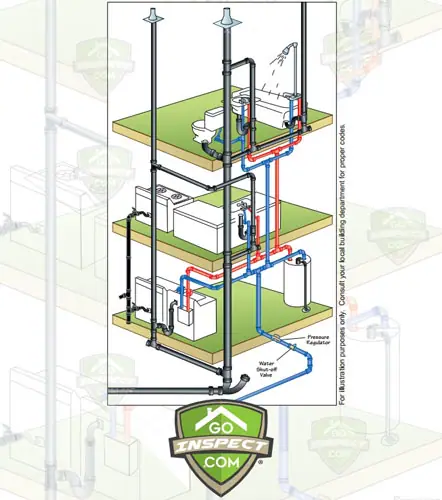 For illustration purposes only. Consult your local building department for proper codes.
Pressure
Regulator
Water
Shut-off
Valve
GO
INSPECT
.COM
®